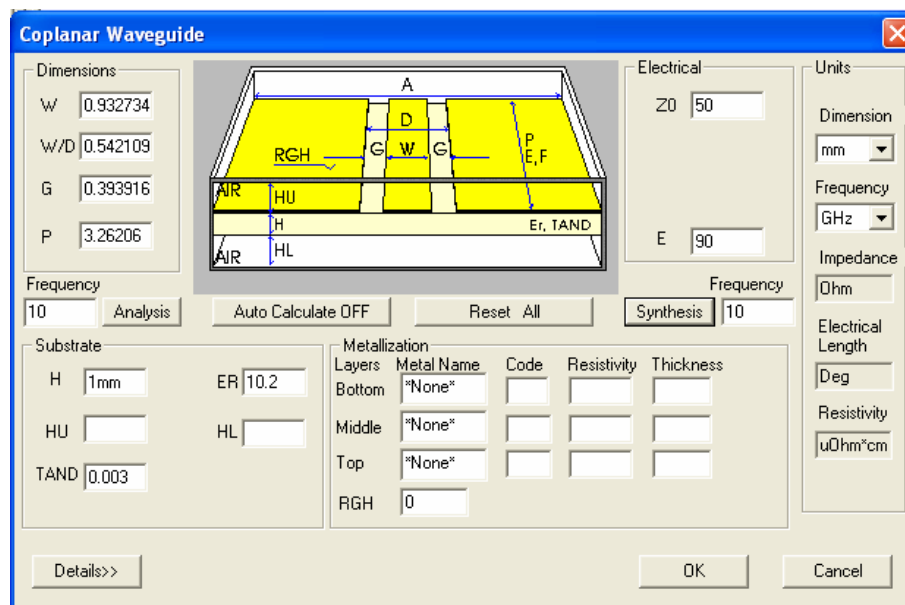 Coplanar Waveguide
Dimensions
W 0.932734
W/D 0.542109
G 0.393916
P 3.26206
A
D
G W G
P
E,F
RGH
AIR HU
H Er, TAND
AIR HL
Electrical
Z0 50
E 90
Units
Dimension
mm
Frequency
GHz
Impedance
Ohm
Electrical
Length
Deg
Resistivity
uOhm*cm
Frequency
10 Analysis Auto Calculate OFF Reset All Synthesis
Frequency
10
Substrate
H 1mm ER 10.2
HU HL
TAND 0.003
Metallization
Layers Metal Name Code Resistivity Thickness
Bottom *None*
Middle *None*
Top *None*
RGH 0
Details>> OK Cancel